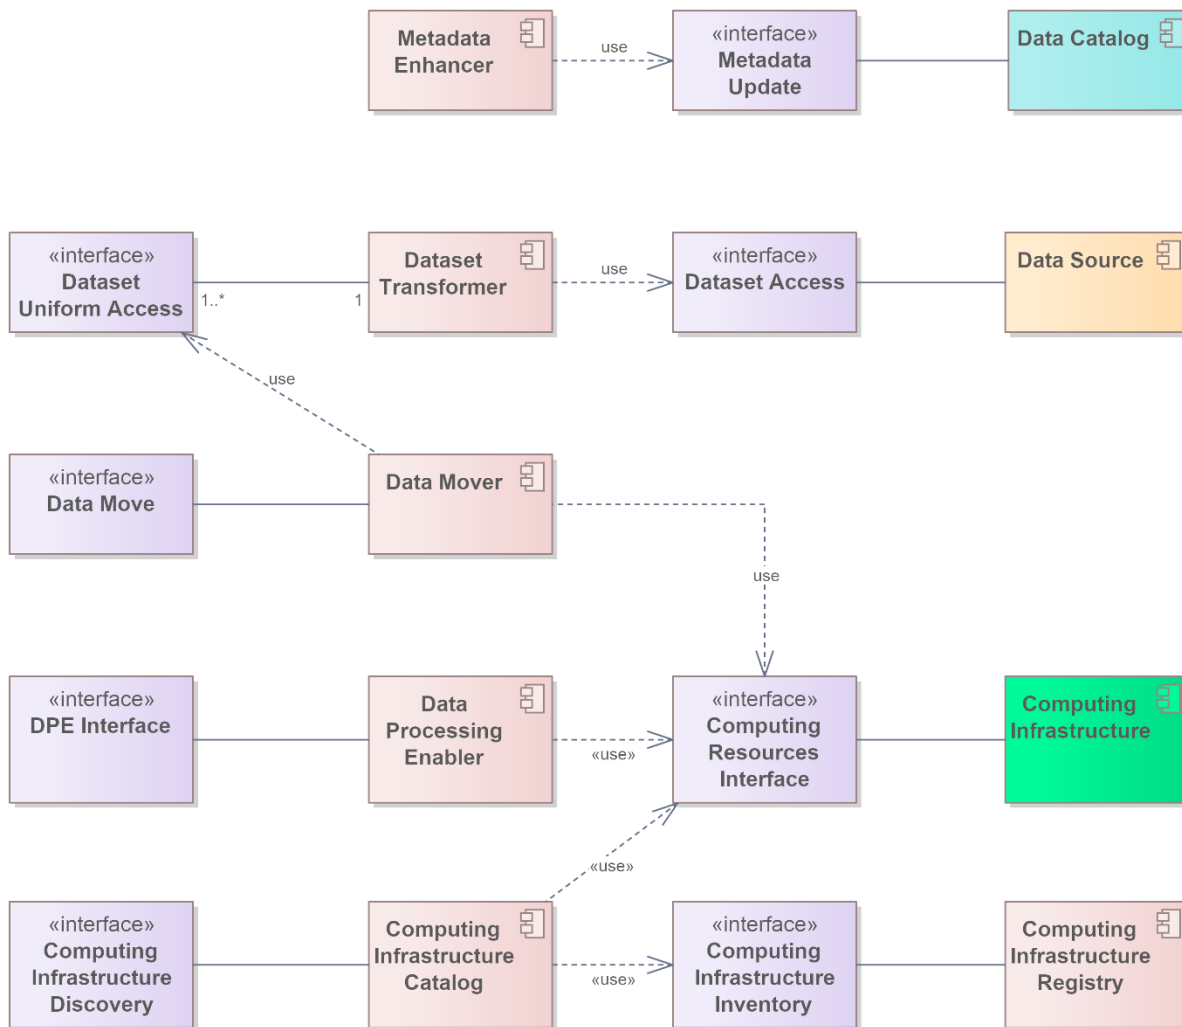 Metadata
Enhancer
use
«interface»
Metadata
Update
Data Catalog
«interface»
Dataset
Uniform Access
1..*
1
Dataset
Transformer
use
«interface»
Dataset Access
Data Source
use
«interface»
Data Move
Data Mover
use
«interface»
DPE Interface
Data
Processing
Enabler
«use»
«interface»
Computing
Resources
Interface
Computing
Infrastructure
«use»
«interface»
Computing
Infrastructure
Discovery
Computing
Infrastructure
Catalog
«use»
«interface»
Computing
Infrastructure
Inventory
Computing
Infrastructure
Registry